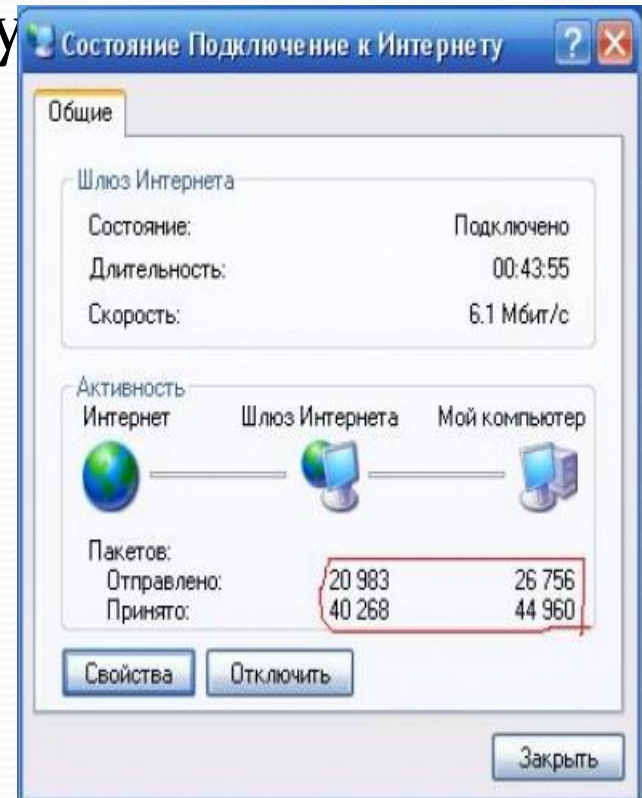 у
Состояние Подключение к Интернету
Общие
Шлюз Интернета
Состояние: Подключено
Длительность: 00:43:55
Скорость: 6.1 Мбит/с
Активность
Интернет Шлюз Интернета Мой компьютер
Пакетов:
Отправлено: 20 983 26 756
Принято: 40 268 44 960
Свойства Отключить
Закрыть